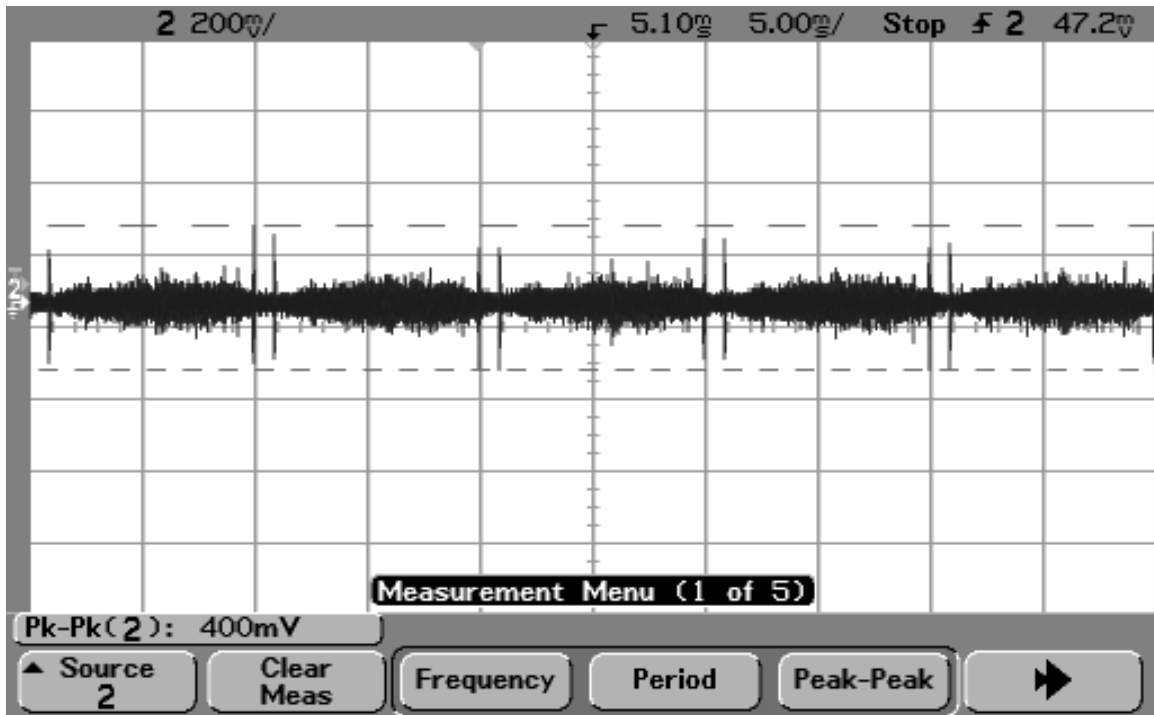 2 200mV/ 5.10ms 5.00ms/ Stop 2 47.2mV
2
Measurement Menu (1 of 5)
Pk-Pk(2): 400mV
Source
2
Clear
Meas
Frequency
Period
Peak-Peak